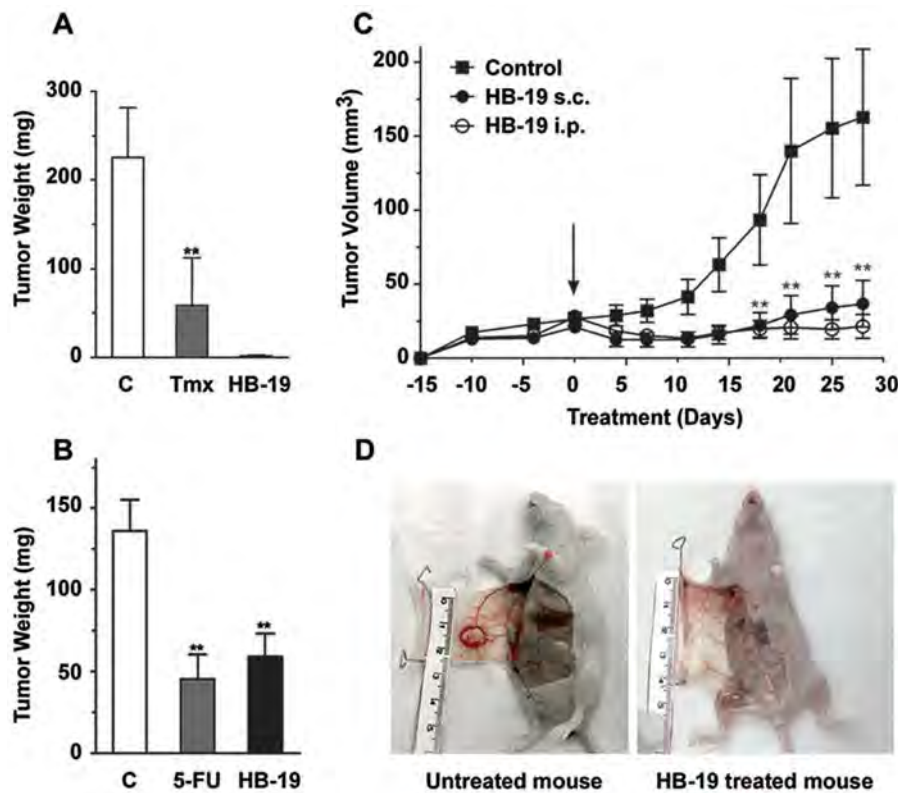 A
Tumor Weight (mg)
300
200
100
0
**
C Tmx HB-19
B
Tumor Weight (mg)
150
100
50
0
** **
C 5-FU HB-19
C
Tumor Volume (mm3)
200
150
100
50
0
Control
HB-19 s.c.
HB-19 i.p.
** ** ** **
-15 -10 -5 0 5 10 15 20 25 30
Treatment (Days)
D
Untreated mouse HB-19 treated mouse